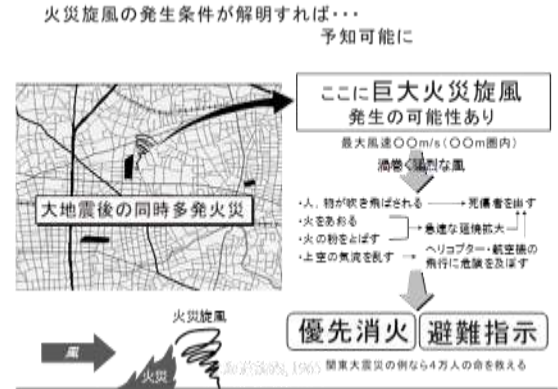 火災旋風の発生条件が解明すれば・・・
予知可能に
ここに巨大火災旋風
発生の可能性あり
最大風速〇〇m/s(〇〇m圏内)
渦巻く猛烈な風
大地震後の同時多発火災
・人、物が吹き飛ばされる
死傷者を出す
・火をあおる
・火の粉をとばす
急速な延焼拡大
・上空の気流を乱す
ヘリコプター・航空機の
飛行に危険を及ぼす
優先消火
避難指示
関東大震災の例なら4万人の命を救える
火災旋風
風
火災
1965